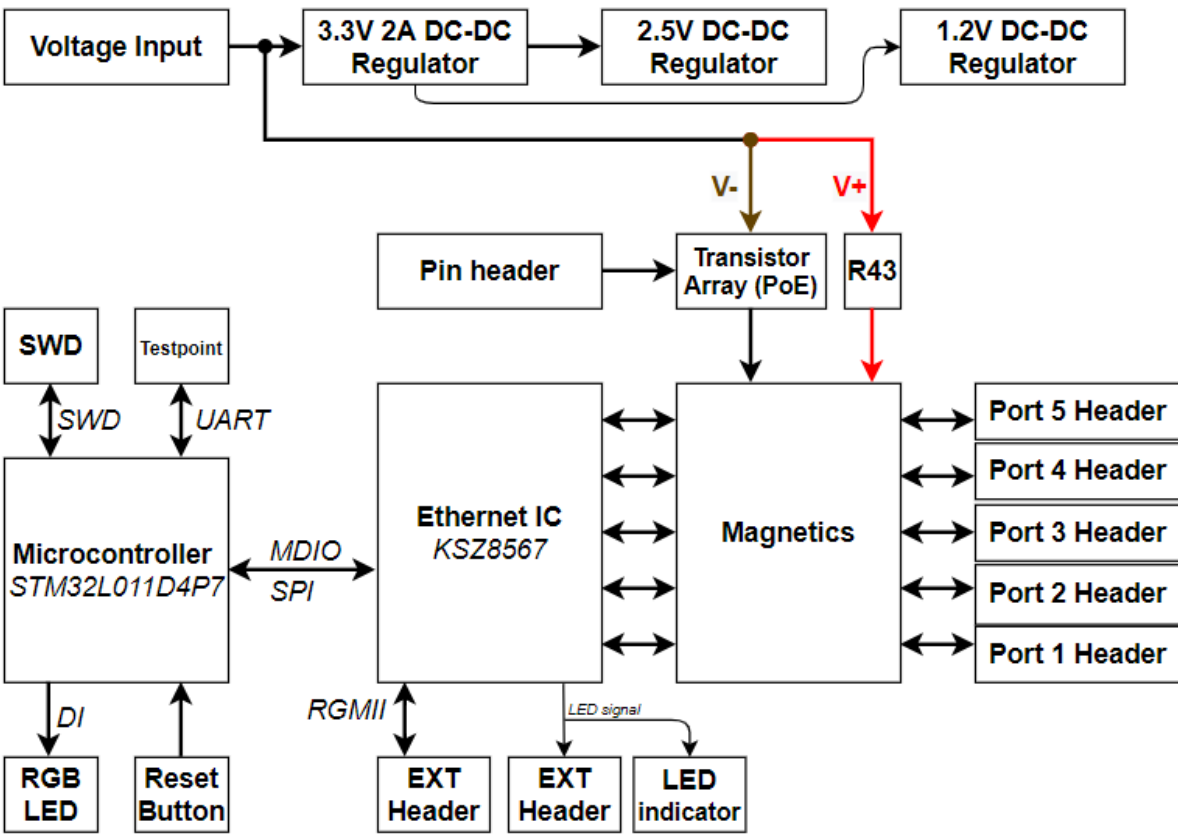 Voltage Input
3.3V 2A DC-DC
Regulator
2.5V DC-DC
Regulator
1.2V DC-DC
Regulator
V-
V+
Pin header
Transistor
Array (PoE)
R43
SWD
Testpoint
SWD
UART
Port 5 Header
Port 4 Header
Port 3 Header
Port 2 Header
Port 1 Header
Ethernet IC
KSZ8567
Magnetics
Microcontroller
STM32L011D4P7
MDIO
SPI
DI
RGMII
LED signal
RGB
LED
Reset
Button
EXT
Header
EXT
Header
LED
indicator